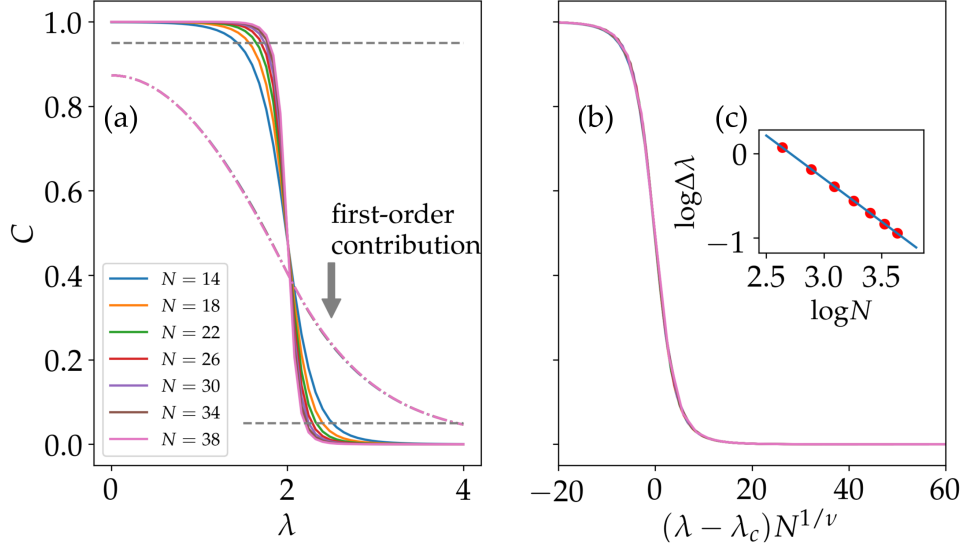 1.0
0.8
0.6
0.4
0.2
0.0
C
(a)
first-order
contribution
N = 14
N = 18
N = 22
N = 26
N = 30
N = 34
N = 38
0
2
4
λ
(b)
(c)
0
−1
logΔλ
2.5
3.0
3.5
logN
−20
0
20
40
60
(λ − λc)N^{1/ν}